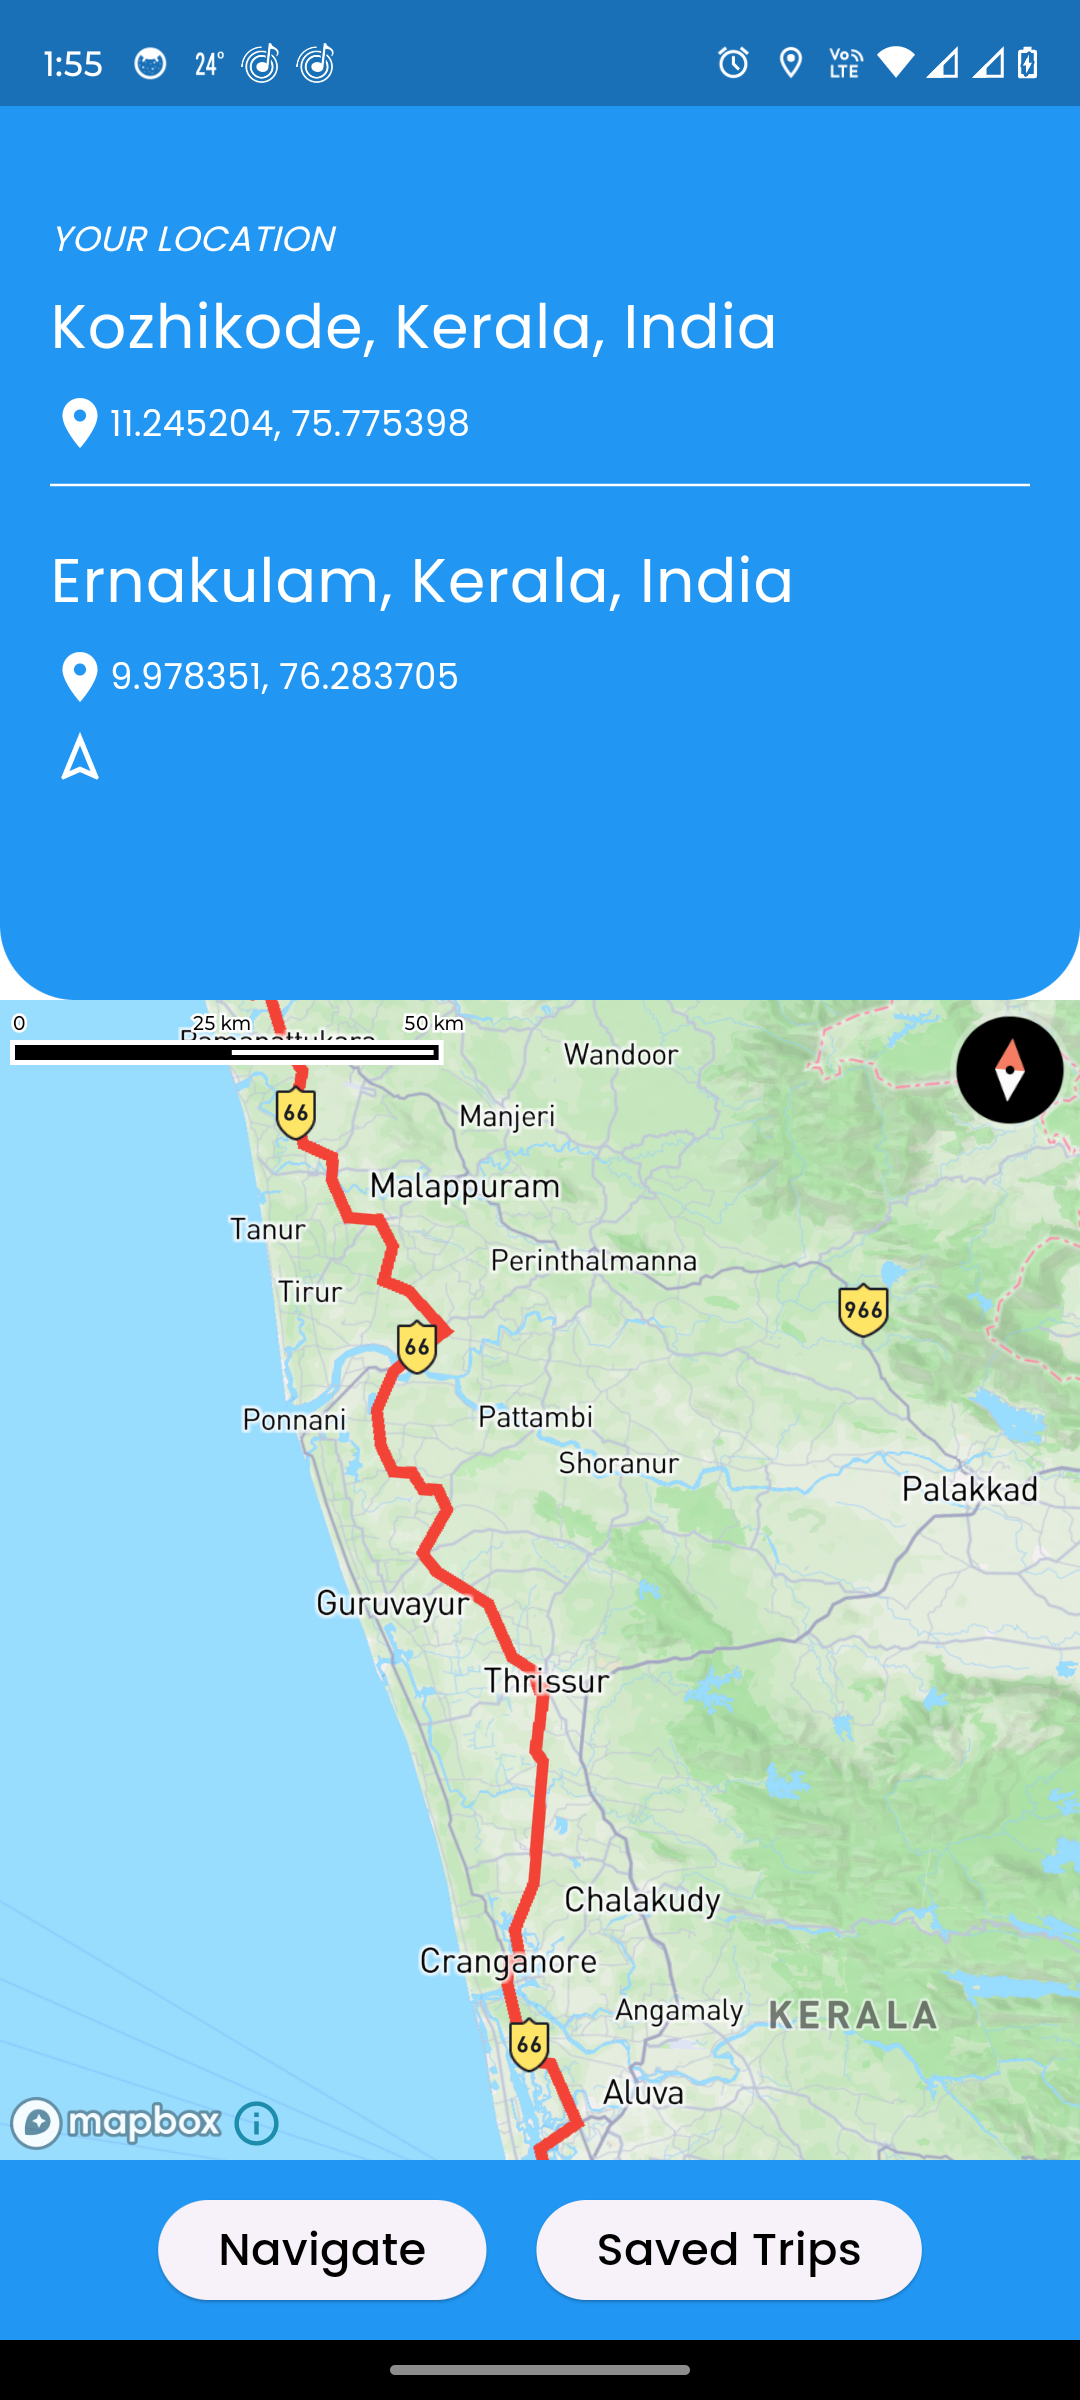 1:55 24° Vo LTE
YOUR LOCATION
Kozhikode, Kerala, India
11.245204, 75.775398
Ernakulam, Kerala, India
9.978351, 76.283705
0 25 km 50 km
Ramanattukara
Wandoor
66
Manjeri
Malappuram
Tanur
Perinthalmanna
Tirur
966
66
Ponnani
Pattambi
Shoranur
Palakkad
Guruvayur
Thrissur
Chalakudy
Cranganore
Angamaly
KERALA
66
Aluva
mapbox
Navigate
Saved Trips